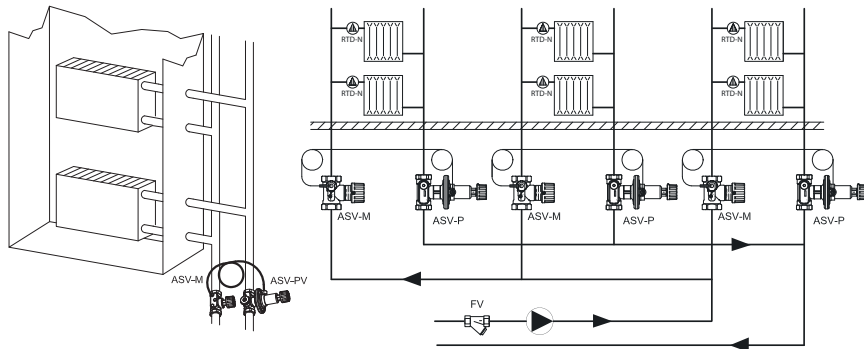 RTD-N
RTD-N
RTD-N
RTD-N
RTD-N
RTD-N
ASV-M
ASV-P
ASV-M
ASV-P
ASV-M
ASV-P
ASV-M
ASV-PV
FV